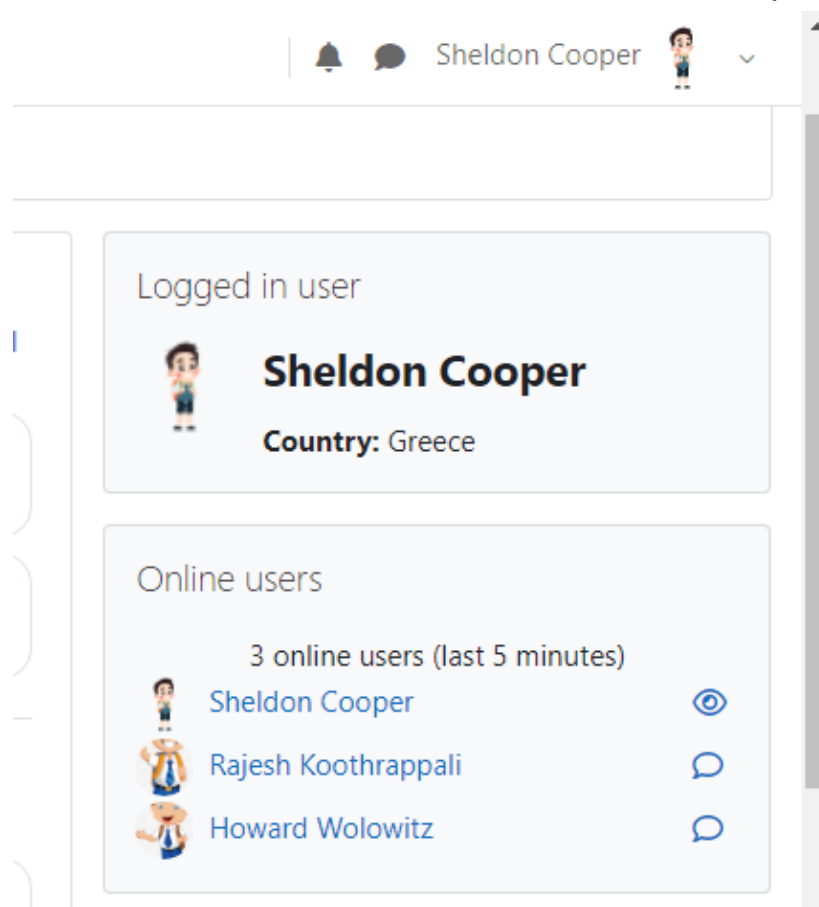 Sheldon Cooper
Logged in user
Sheldon Cooper
Country: Greece
Online users
3 online users (last 5 minutes)
Sheldon Cooper
Rajesh Koothrappali
Howard Wolowitz